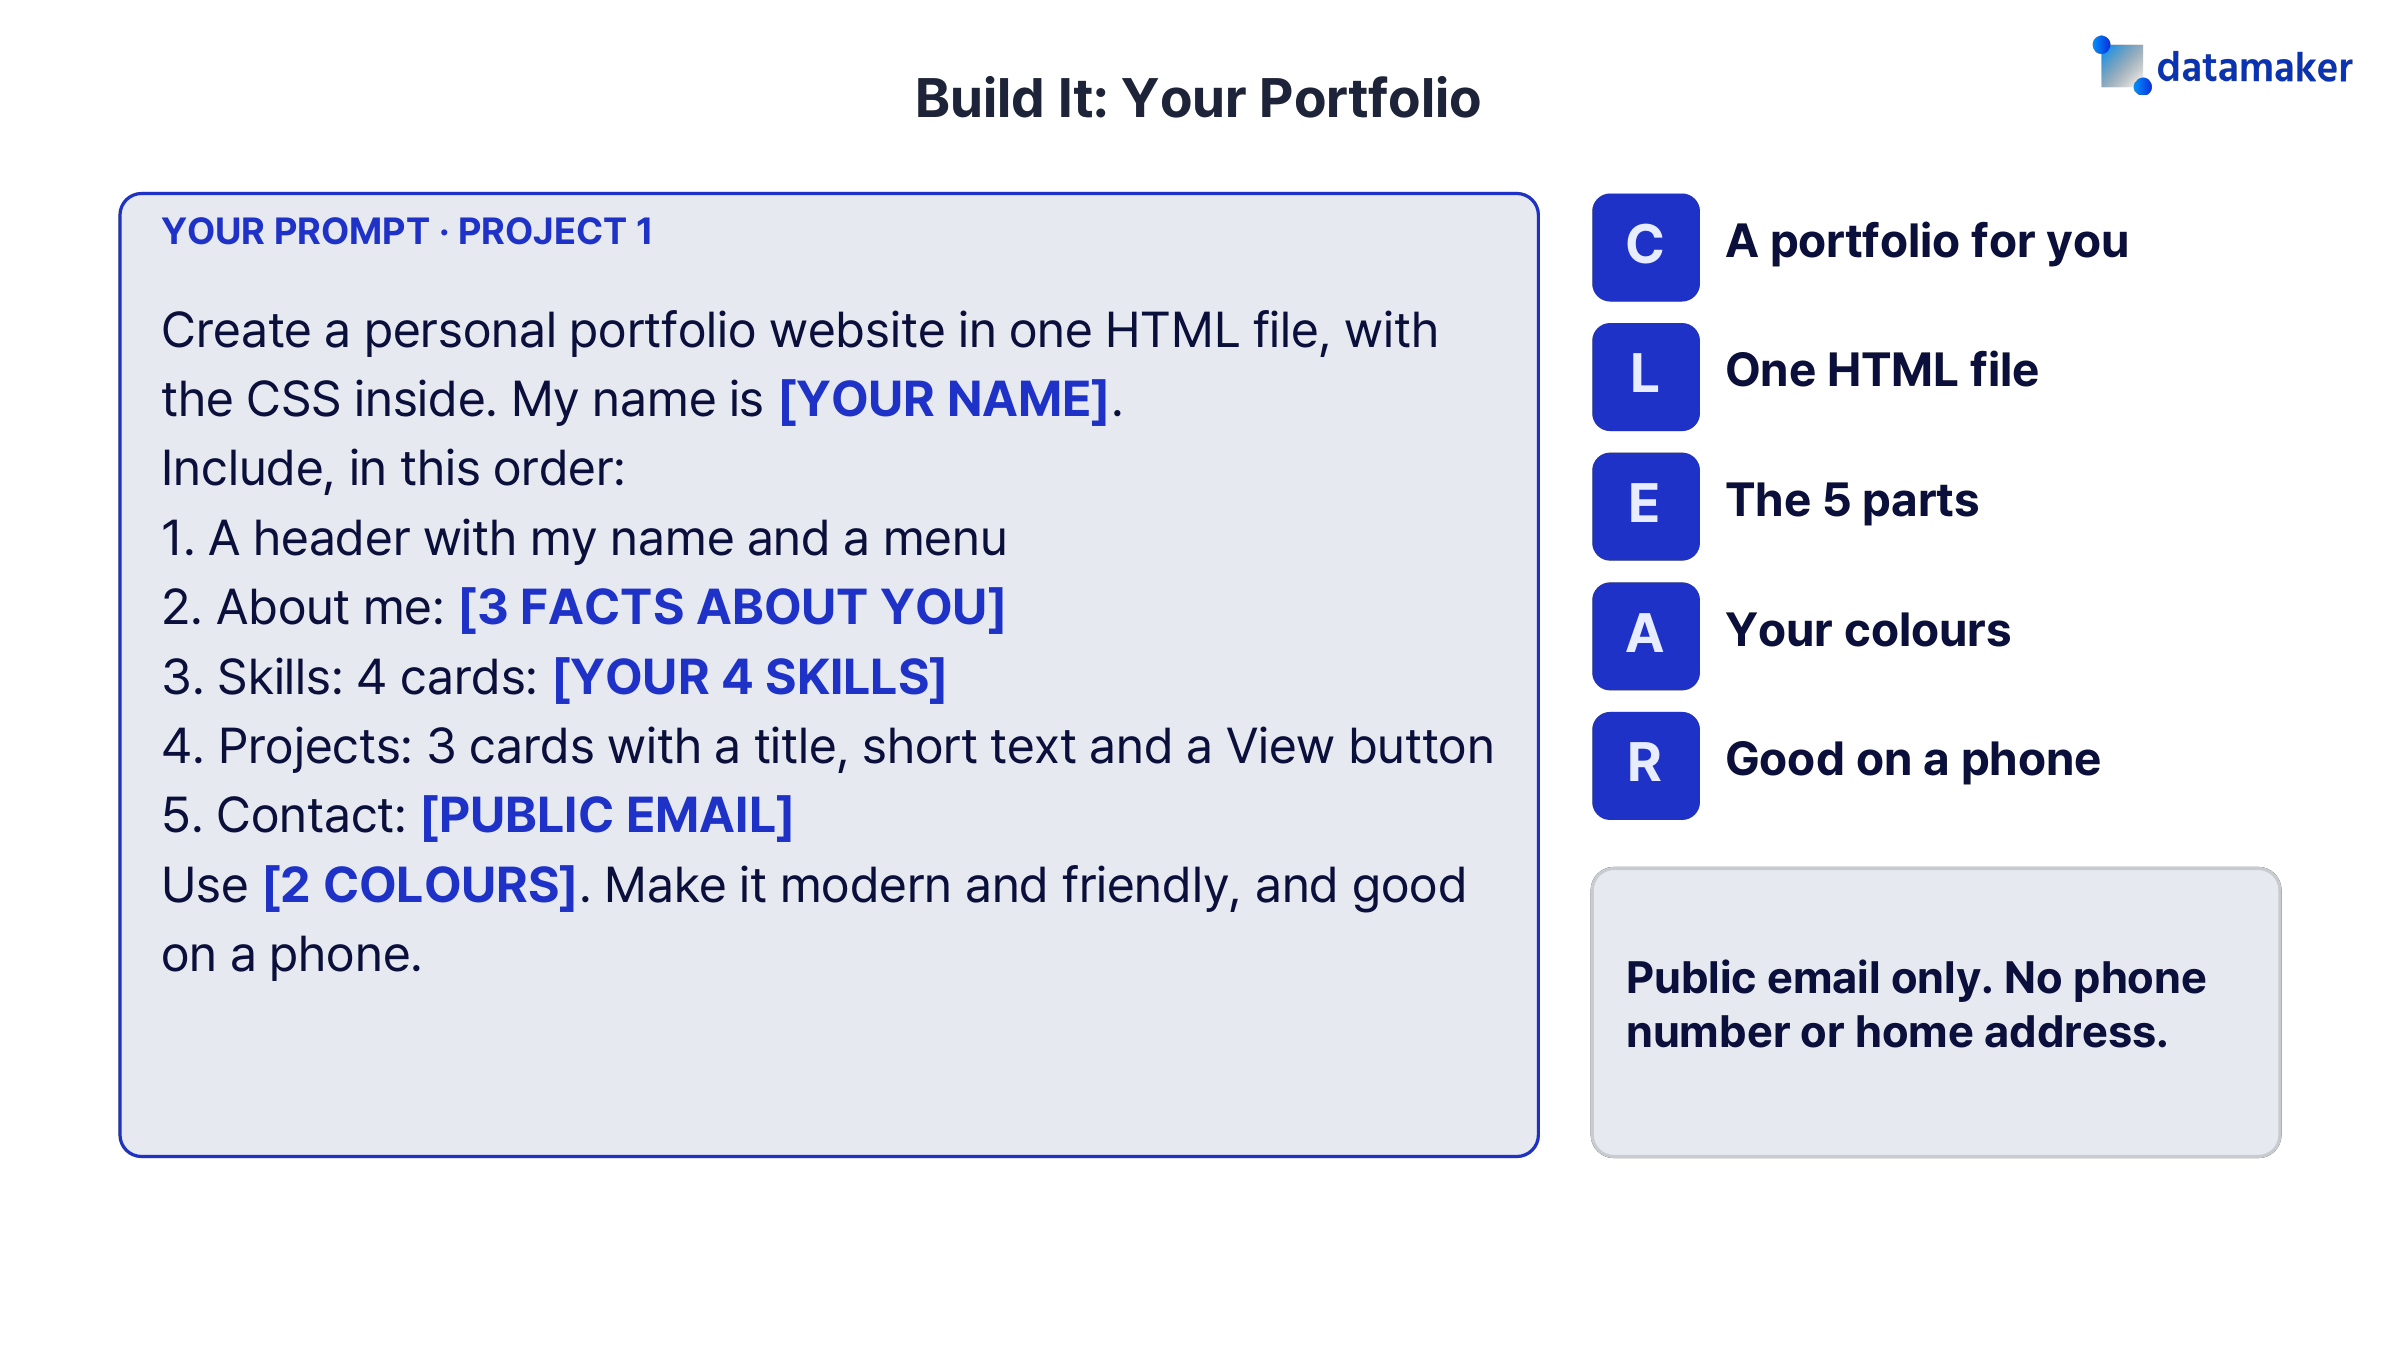 datamaker
Build It: Your Portfolio
YOUR PROMPT · PROJECT 1
Create a personal portfolio website in one HTML file, with
the CSS inside. My name is [YOUR NAME].
Include, in this order:
1. A header with my name and a menu
2. About me: [3 FACTS ABOUT YOU]
3. Skills: 4 cards: [YOUR 4 SKILLS]
4. Projects: 3 cards with a title, short text and a View button
5. Contact: [PUBLIC EMAIL]
Use [2 COLOURS]. Make it modern and friendly, and good
on a phone.
C A portfolio for you
L One HTML file
E The 5 parts
A Your colours
R Good on a phone
Public email only. No phone
number or home address.